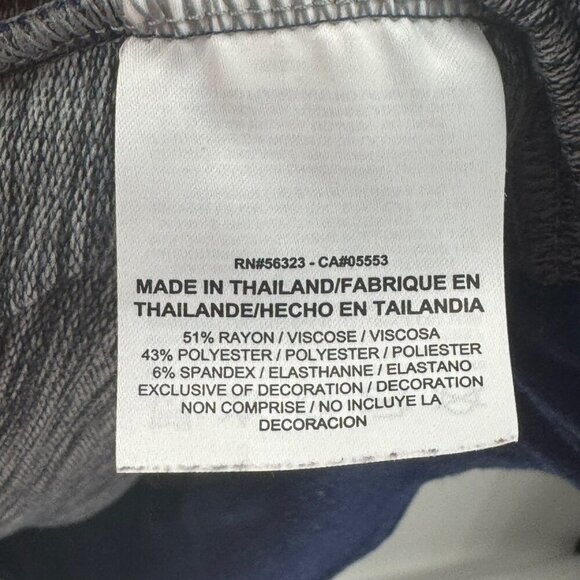 RN#56323 - CA#05553
MADE IN THAILAND/FABRIQUE EN
THAILANDE/HECHO EN TAILANDIA
51% RAYON / VISCOSE / VISCOSA
43% POLYESTER / POLYESTER / POLIESTER
6% SPANDEX / ELASTHANNE / ELASTANO
EXCLUSIVE OF DECORATION / DECORATION
NON COMPRISE / NO INCLUYE LA
DECORACION